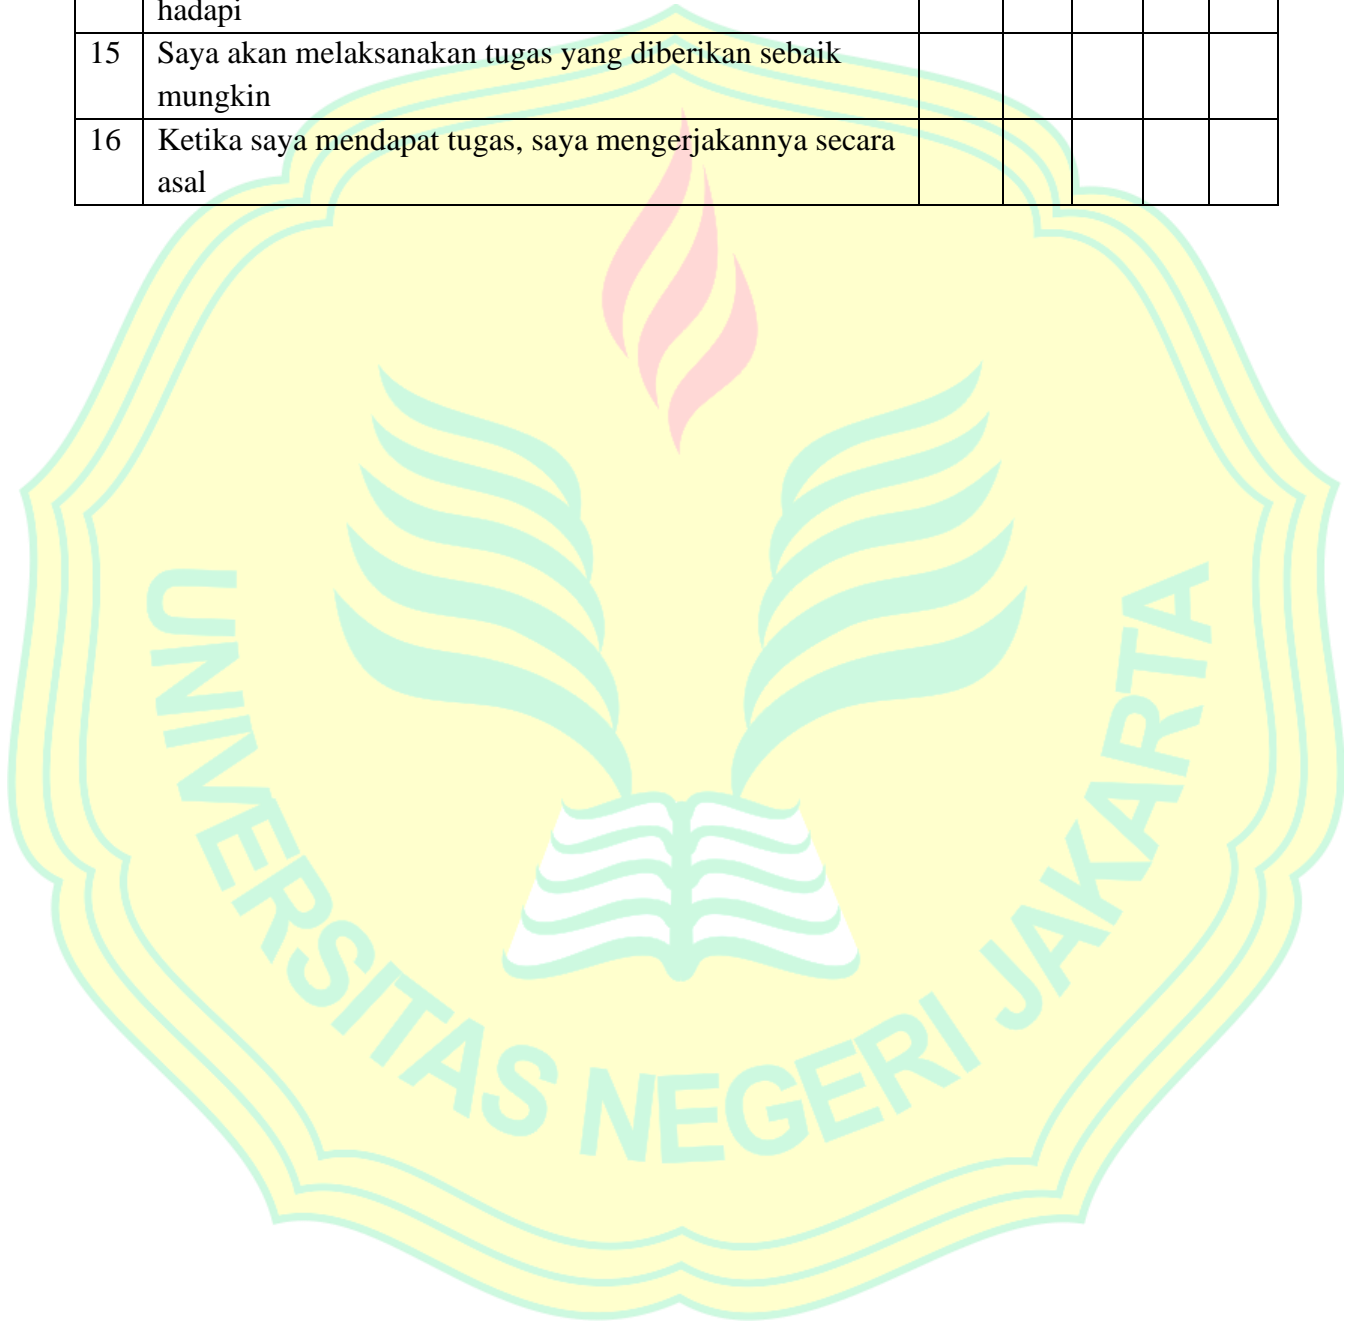 hadapi
15 Saya akan melaksanakan tugas yang diberikan sebaik
mungkin
16 Ketika saya mendapat tugas, saya mengerjakannya secara
asal
UNIVERSITAS NEGERI JAKARTA